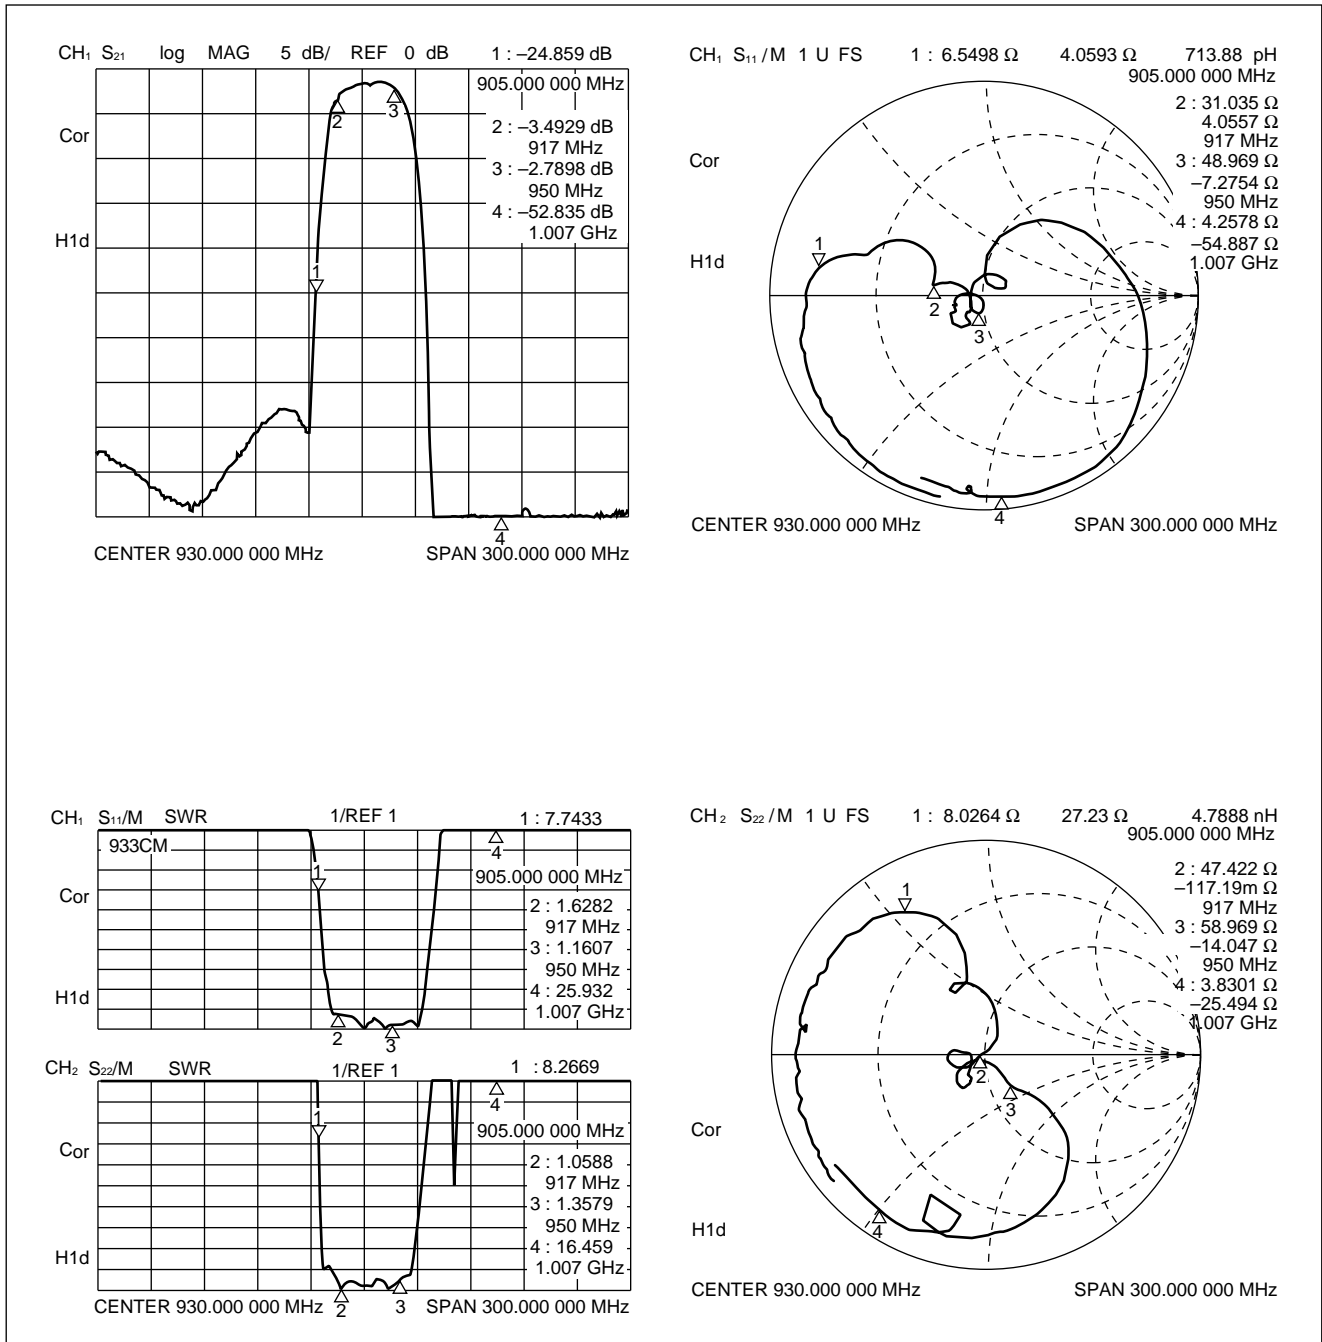 CH₁ S₂₁ log MAG 5 dB/ REF 0 dB 1 : –24.859 dB
905.000 000 MHz
Cor
H1d
2 : –3.4929 dB
917 MHz
3 : –2.7898 dB
950 MHz
4 : –52.835 dB
1.007 GHz
1
2
3
4
CENTER 930.000 000 MHz SPAN 300.000 000 MHz
CH₁ S₁₁/M 1 U FS 1 : 6.5498 Ω 4.0593 Ω 713.88 pH
905.000 000 MHz
Cor
H1d
2 : 31.035 Ω
4.0557 Ω
917 MHz
3 : 48.969 Ω
–7.2754 Ω
950 MHz
4 : 4.2578 Ω
–54.887 Ω
1.007 GHz
1
2
3
4
CENTER 930.000 000 MHz SPAN 300.000 000 MHz
CH₁ S₁₁/M SWR 1/REF 1 1 : 7.7433
933CM
905.000 000 MHz
Cor
H1d
2 : 1.6282
917 MHz
3 : 1.1607
950 MHz
4 : 25.932
1.007 GHz
1
2
3
4
CH₂ S₂₂/M SWR 1/REF 1 1 : 8.2669
905.000 000 MHz
Cor
H1d
2 : 1.0588
917 MHz
3 : 1.3579
950 MHz
4 : 16.459
1.007 GHz
1
2
3
4
CENTER 930.000 000 MHz SPAN 300.000 000 MHz
CH₂ S₂₂/M 1 U FS 1 : 8.0264 Ω 27.23 Ω 4.7888 nH
905.000 000 MHz
2 : 47.422 Ω
–117.19m Ω
917 MHz
3 : 58.969 Ω
–14.047 Ω
950 MHz
4 : 3.8301 Ω
–25.494 Ω
1.007 GHz
1
2
3
4
Cor
H1d
CENTER 930.000 000 MHz SPAN 300.000 000 MHz